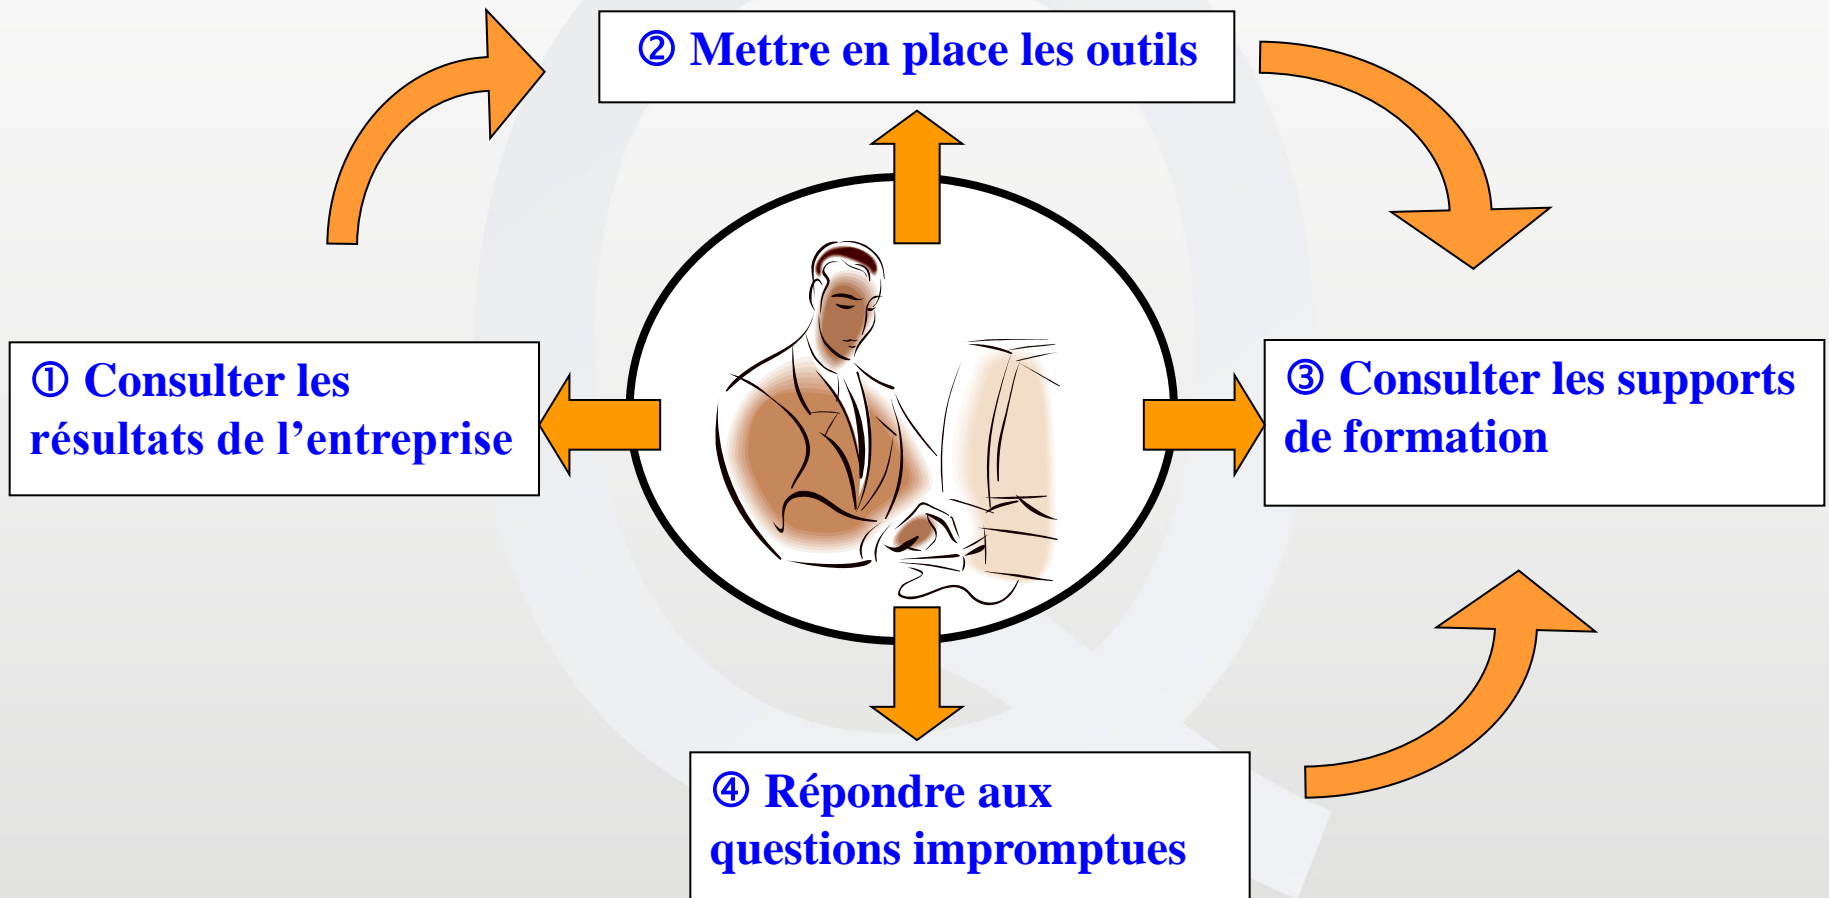 ② Mettre en place les outils
① Consulter les
résultats de l’entreprise
③ Consulter les supports
de formation
④ Répondre aux
questions impromptues